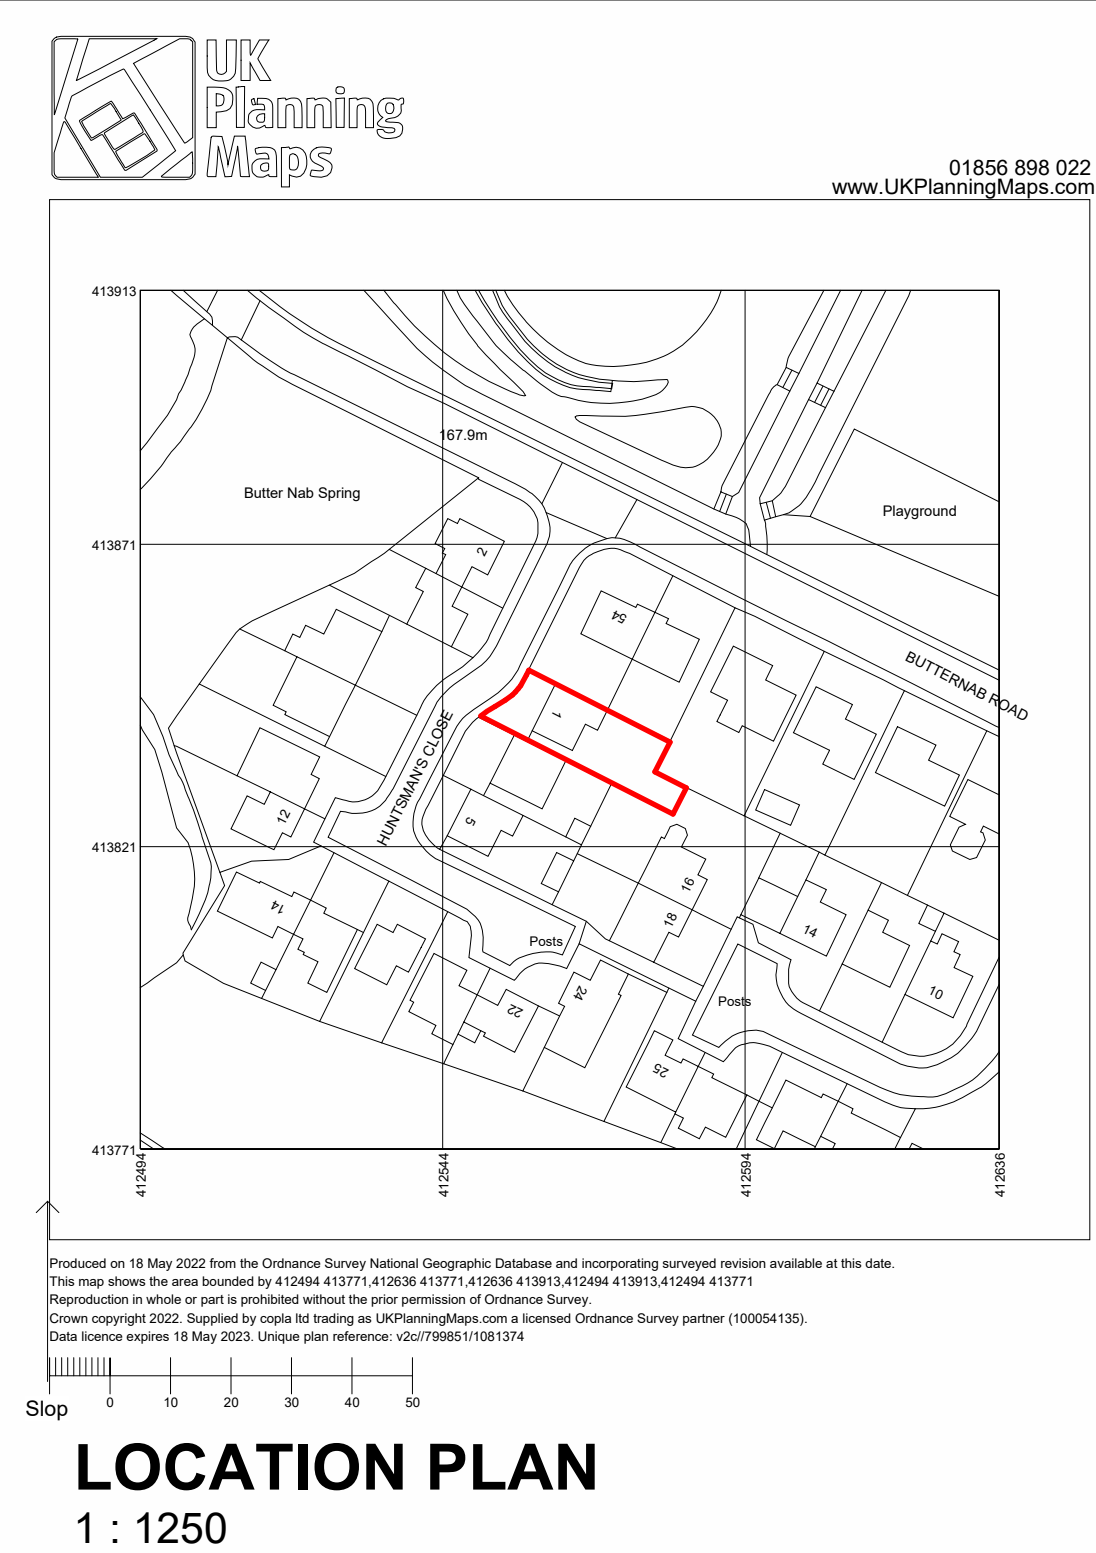 UK
Planning
Maps
01856 898 022
www.UKPlanningMaps.com
413913
167.9m
Butter Nab Spring
Playground
413871
2
54
BUTTERNAB ROAD
1
HUNTSMAN'S CLOSE
12
5
413821
16
14
18
14
Posts
10
24
Posts
22
25
413771
412494
412544
412594
412636
Produced on 18 May 2022 from the Ordnance Survey National Geographic Database and incorporating surveyed revision available at this date.
This map shows the area bounded by 412494 413771,412636 413771,412636 413913,412494 413913,412494 413771
Reproduction in whole or part is prohibited without the prior permission of Ordnance Survey.
Crown copyright 2022. Supplied by copla ltd trading as UKPlanningMaps.com a licensed Ordnance Survey partner (100054135).
Data licence expires 18 May 2023. Unique plan reference: v2c//799851/1081374
Slop
0 10 20 30 40 50
LOCATION PLAN
1 : 1250